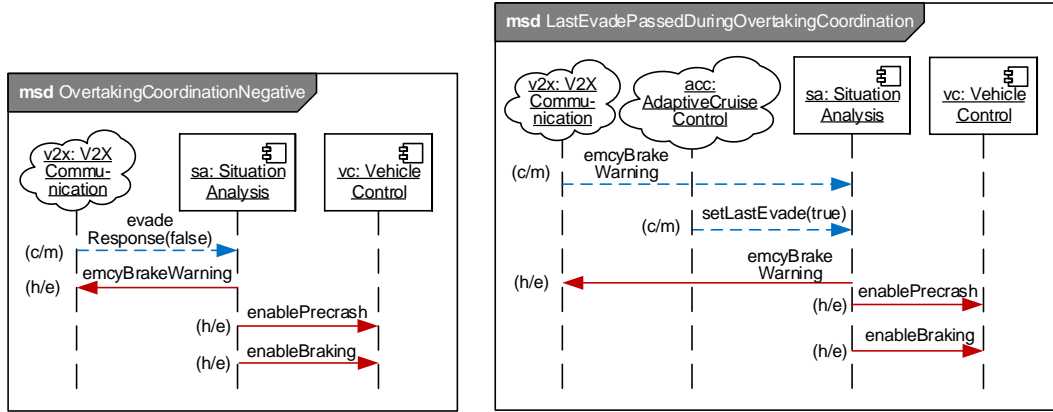 msd OvertakingCoordinationNegative
v2x: V2X
Commu-
nication
sa: Situation
Analysis
vc: Vehicle
Control
evade
Response(false)
(c/m)
emcyBrakeWarning
(h/e)
enablePrecrash
(h/e)
enableBraking
(h/e)
msd LastEvadePassedDuringOvertakingCoordination
v2x: V2X
Commu-
nication
acc:
AdaptiveCruise
Control
sa: Situation
Analysis
vc: Vehicle
Control
emcyBrake
Warning
(c/m)
setLastEvade(true)
(c/m)
emcyBrake
Warning
(h/e)
enablePrecrash
(h/e)
enableBraking
(h/e)